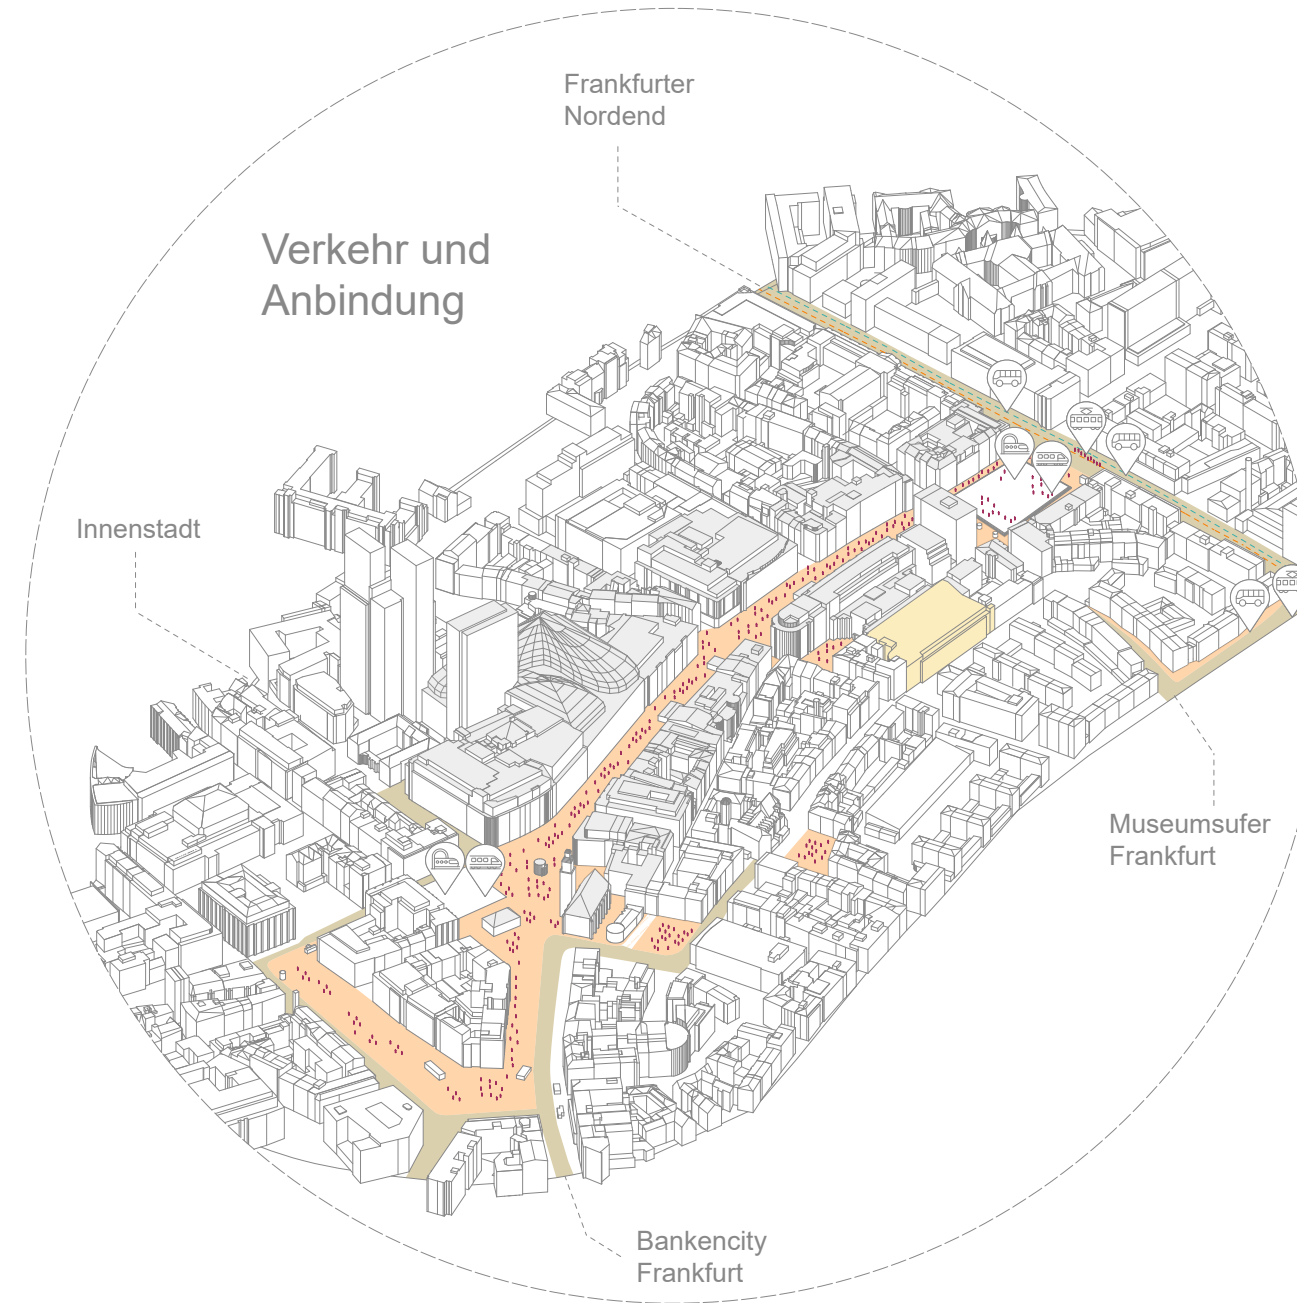 Frankfurter
Nordend
Verkehr und
Anbindung
Innenstadt
Museumsufer
Frankfurt
Bankencity
Frankfurt